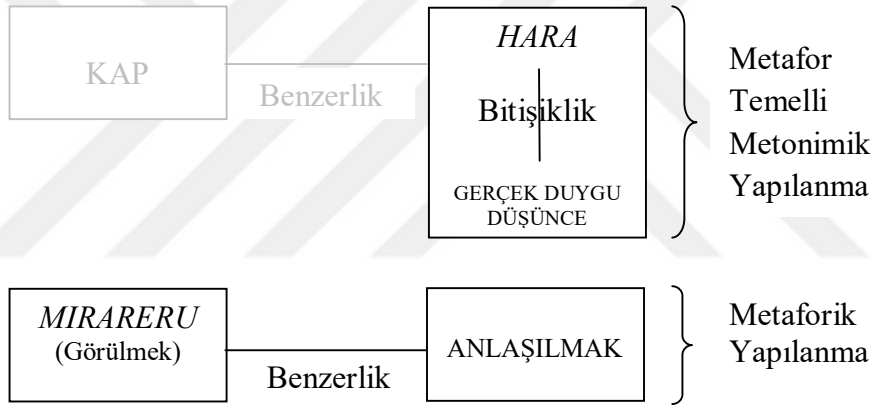 KAP
Benzerlik
HARA
Bitişiklik
GERÇEK DUYGU
DÜŞÜNCE
Metafor
Temelli
Metonimik
Yapılanma
MIRARERU
(Görülmek)
Benzerlik
ANLAŞILMAK
Metaforik
Yapılanma